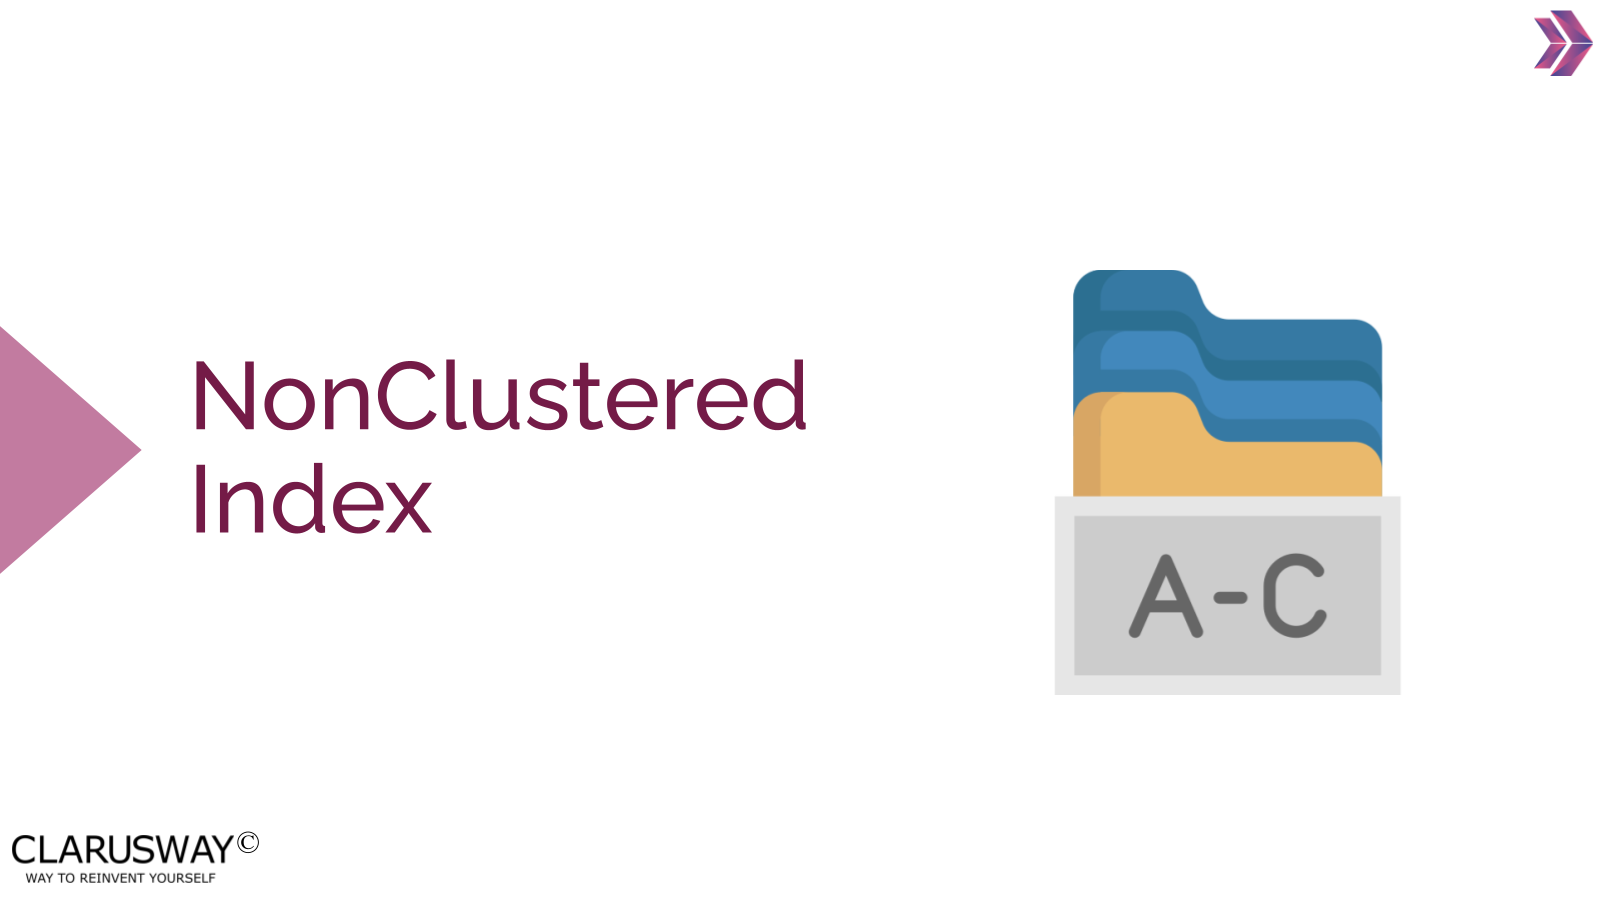 NonClustered
Index
A-C
CLARUSWAY©
WAY TO REINVENT YOURSELF